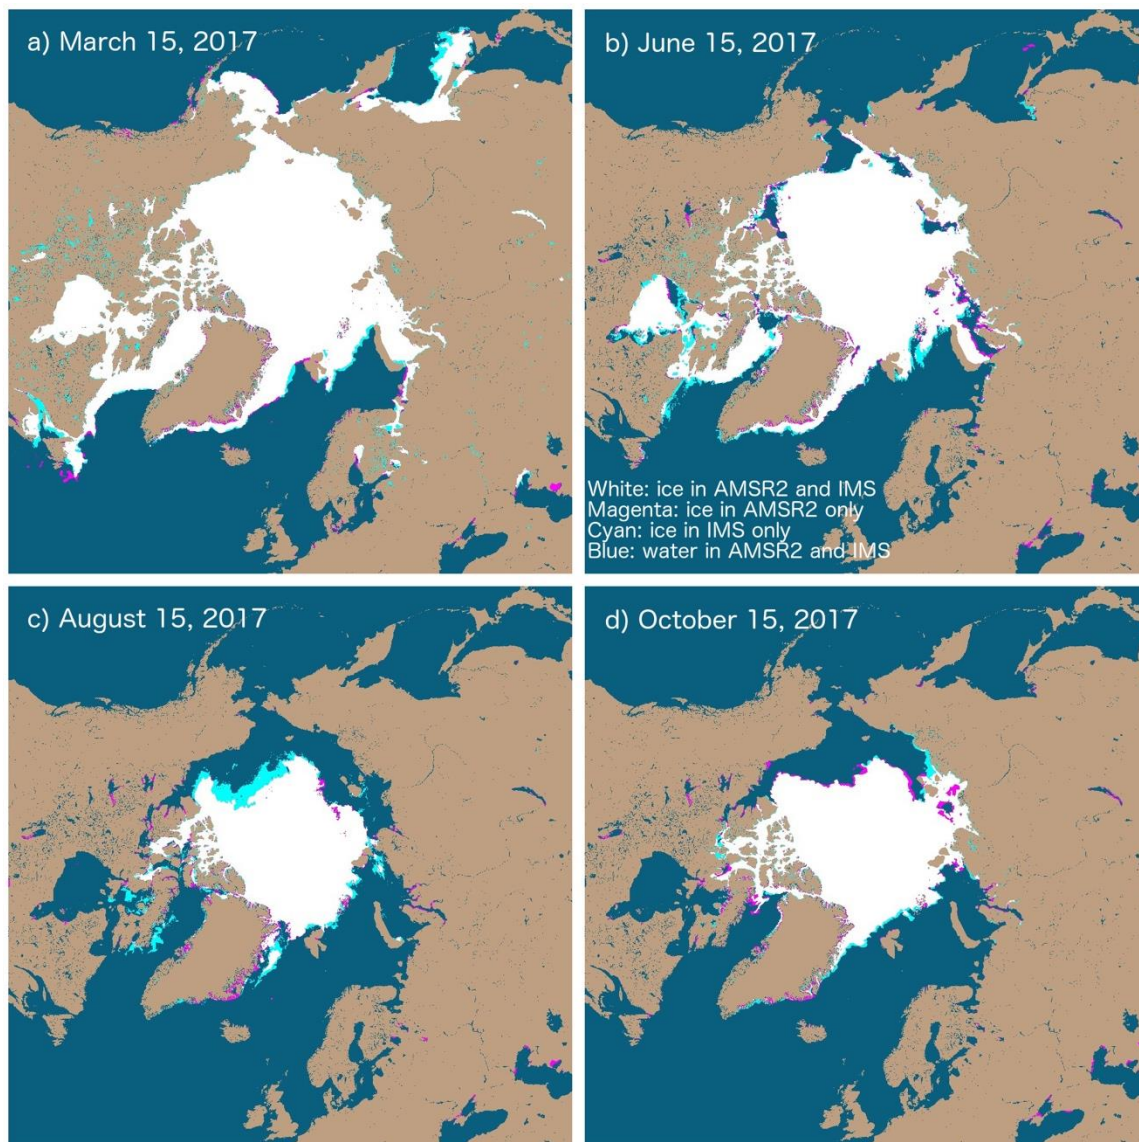 a) March 15, 2017
b) June 15, 2017
White: ice in AMSR2 and IMS
Magenta: ice in AMSR2 only
Cyan: ice in IMS only
Blue: water in AMSR2 and IMS
c) August 15, 2017
d) October 15, 2017